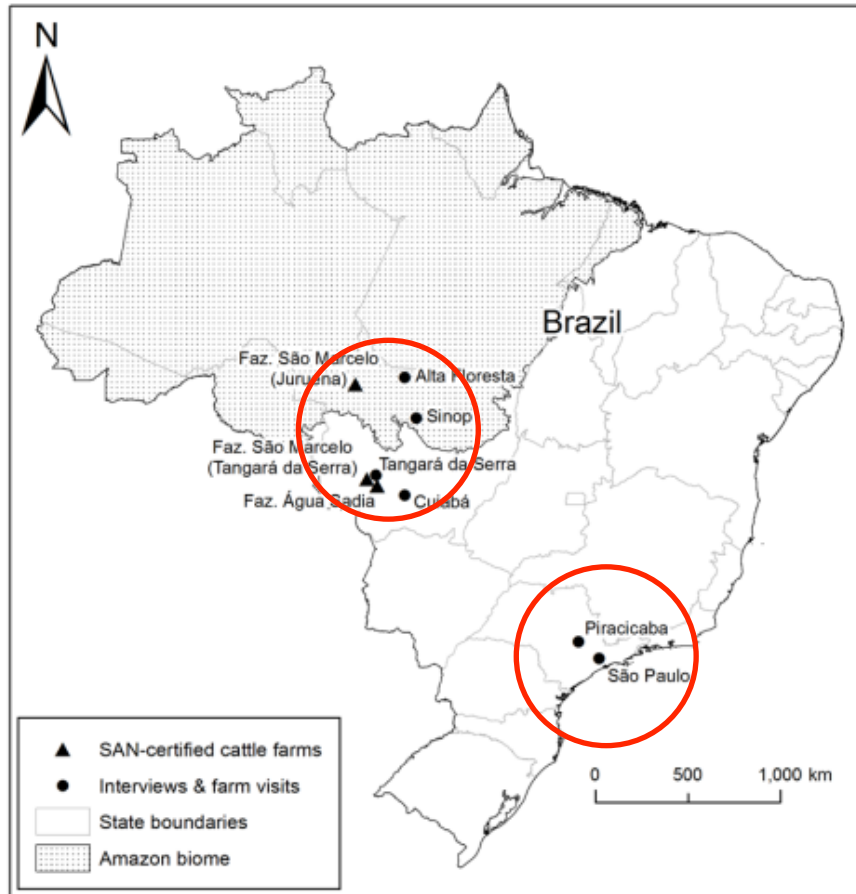 N
Brazil
Faz. São Marcelo
(Juruena)
Alta Floresta
Sinop
Faz. São Marcelo
(Tangará da Serra)
Tangará da Serra
Faz. Água Sadia
Cuiabá
Piracicaba
São Paulo
SAN-certified cattle farms
Interviews & farm visits
State boundaries
Amazon biome
0 500 1,000 km